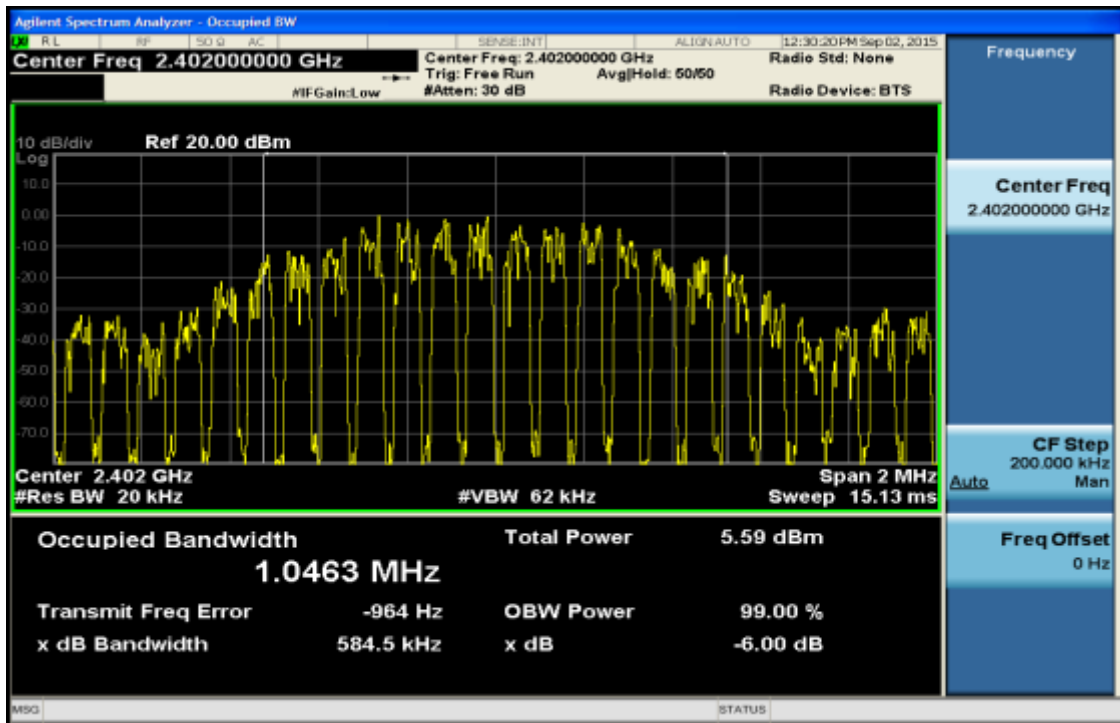 Agilent Spectrum Analyzer - Occupied BW
RL RF 50 Ω AC SENSE:INT ALIGN AUTO 12:30:20 PM Sep 02, 2015
Center Freq 2.402000000 GHz
Center Freq: 2.402000000 GHz Radio Std: None
Trig: Free Run Avg|Hold: 50/50
#IFGain:Low #Atten: 30 dB Radio Device: BTS
10 dB/div Ref 20.00 dBm
Log
10.0
0.00
-10.0
-20.0
-30.0
-40.0
-50.0
-60.0
-70.0
Center 2.402 GHz Span 2 MHz
#Res BW 20 kHz #VBW 62 kHz Sweep 15.13 ms
Occupied Bandwidth Total Power 5.59 dBm
1.0463 MHz
Transmit Freq Error -964 Hz OBW Power 99.00 %
x dB Bandwidth 584.5 kHz x dB -6.00 dB
MSG STATUS
Frequency
Center Freq
2.402000000 GHz
CF Step
200.000 kHz
Auto Man
Freq Offset
0 Hz